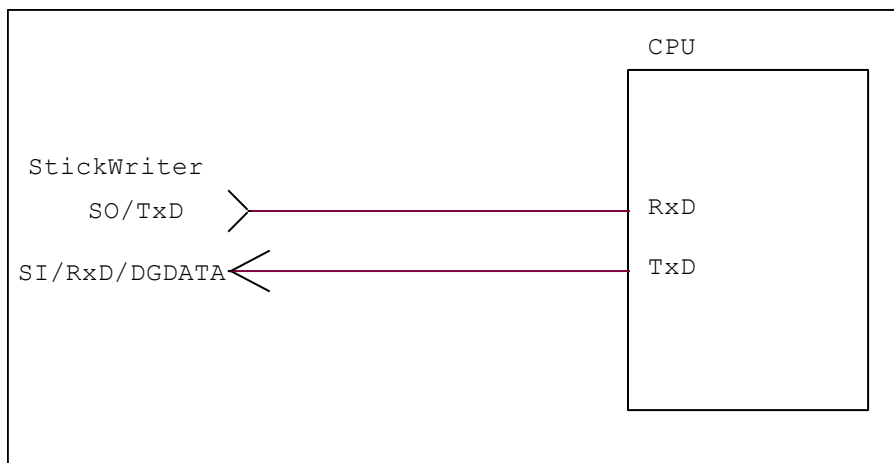 CPU
StickWriter
SO/TxD
RxD
SI/RxD/DGDATA
TxD